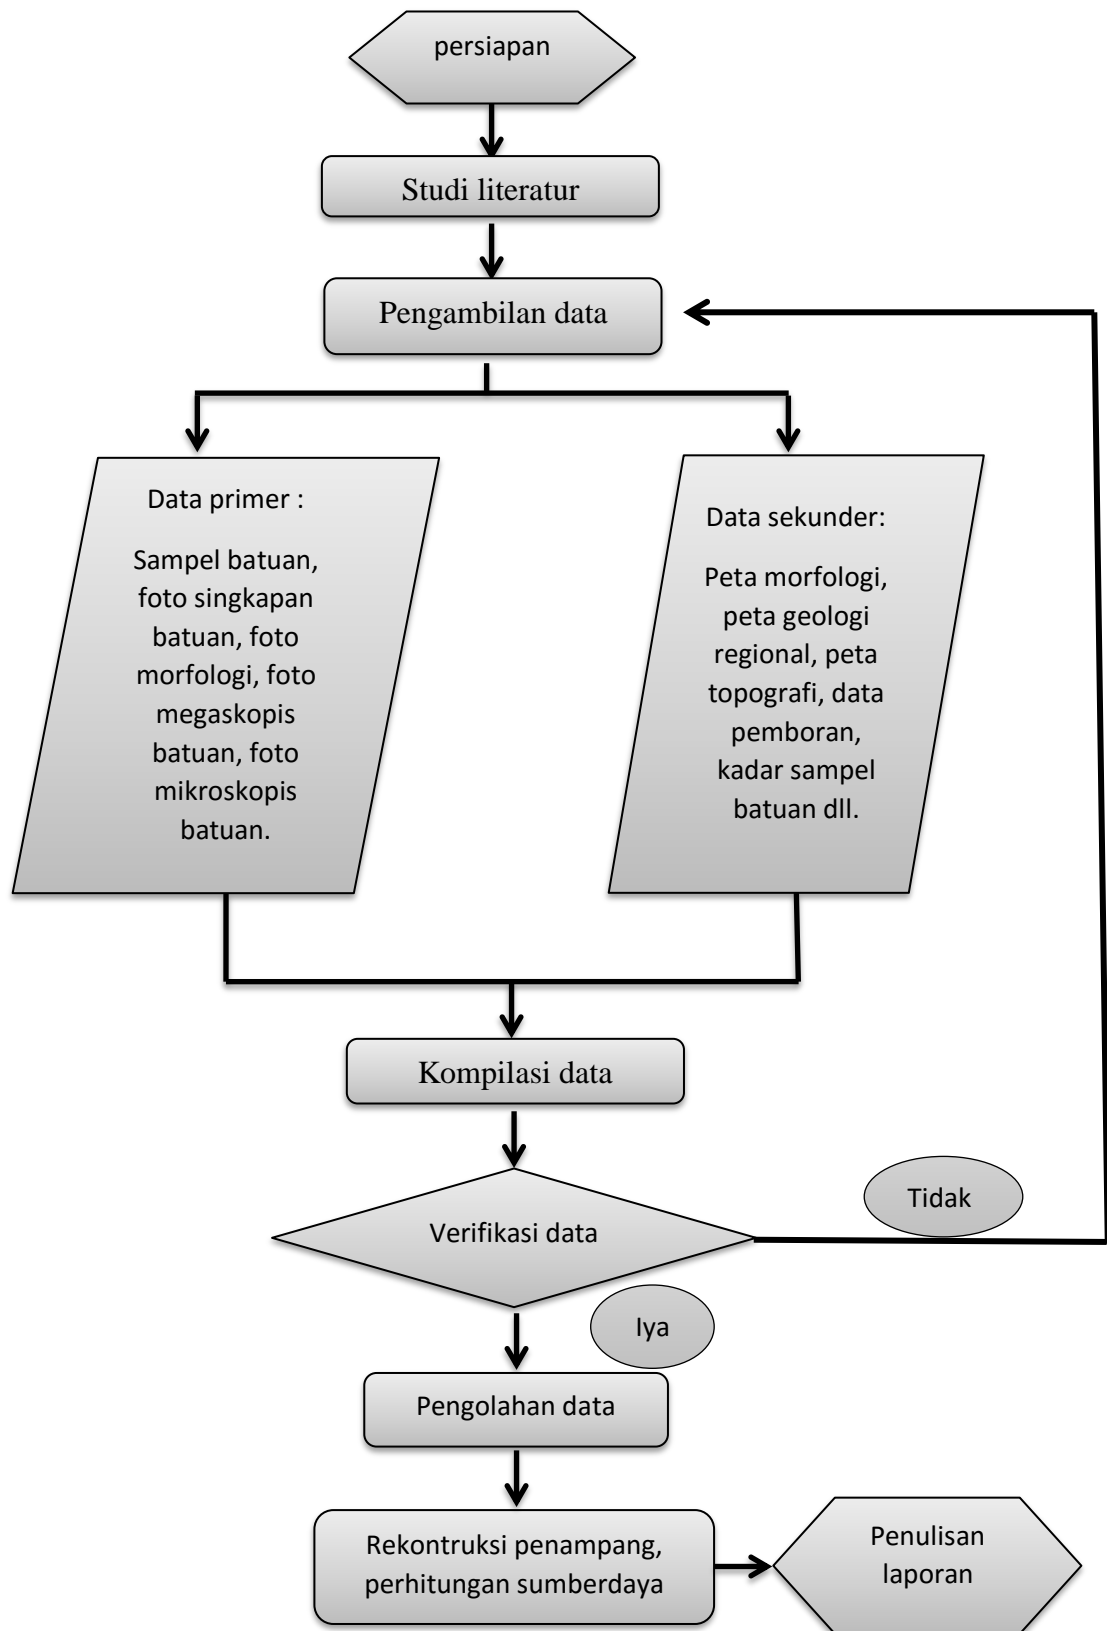 persiapan
Studi literatur
Pengambilan data
Data primer :
Sampel batuan,
foto singkapan
batuan, foto
morfologi, foto
megaskopis
batuan, foto
mikroskopis
batuan.
Data sekunder:
Peta morfologi,
peta geologi
regional, peta
topografi, data
pemboran,
kadar sampel
batuan dll.
Kompilasi data
Tidak
Verifikasi data
Iya
Pengolahan data
Rekontruksi penampang,
perhitungan sumberdaya
Penulisan
laporan